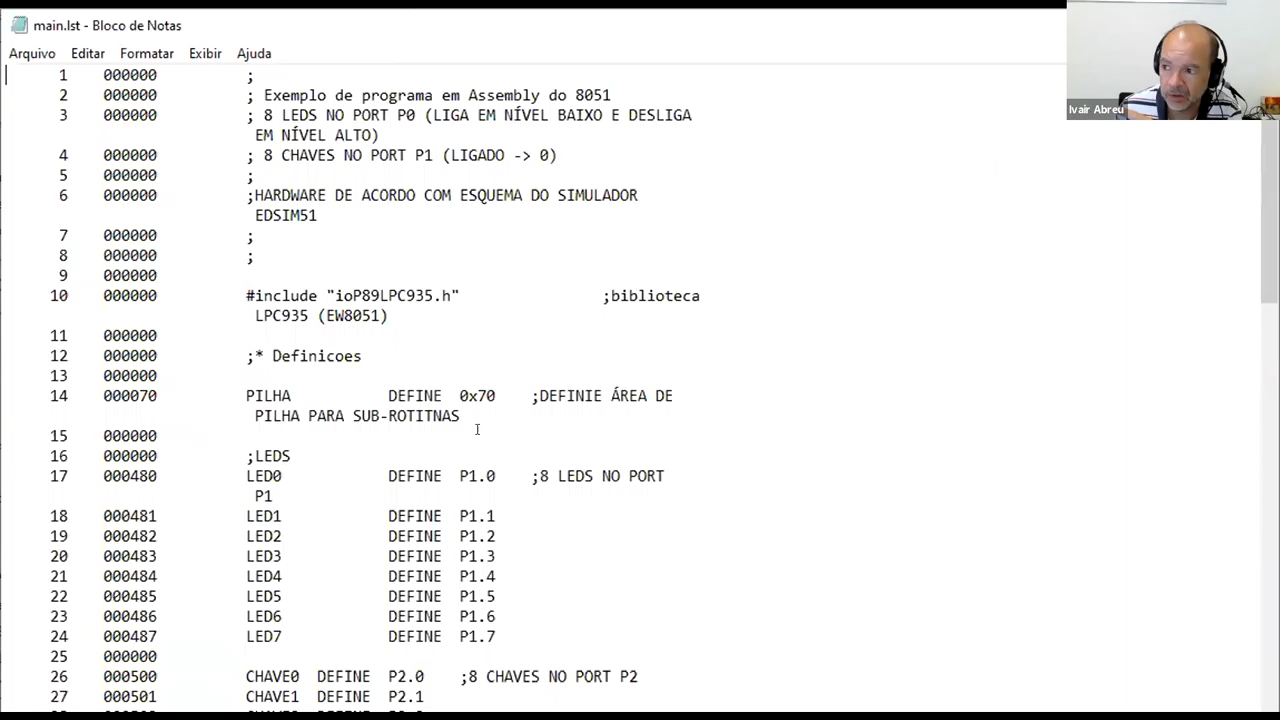 main.lst - Bloco de Notas
Arquivo Editar Formatar Exibir Ajuda
1 000000 ;
2 000000 ; Exemplo de programa em Assembly do 8051
3 000000 ; 8 LEDS NO PORT P0 (LIGA EM NÍVEL BAIXO E DESLIGA
EM NÍVEL ALTO)
4 000000 ; 8 CHAVES NO PORT P1 (LIGADO -> 0)
5 000000 ;
6 000000 ;HARDWARE DE ACORDO COM ESQUEMA DO SIMULADOR
EDSIM51
7 000000 ;
8 000000 ;
9 000000
10 000000 #include "ioP89LPC935.h" ;biblioteca
LPC935 (EW8051)
11 000000
12 000000 ;* Definicoes
13 000000
14 000070 PILHA DEFINE 0x70 ;DEFINIE ÁREA DE
PILHA PARA SUB-ROTITNAS
15 000000
16 000000 ;LEDS
17 000480 LED0 DEFINE P1.0 ;8 LEDS NO PORT
P1
18 000481 LED1 DEFINE P1.1
19 000482 LED2 DEFINE P1.2
20 000483 LED3 DEFINE P1.3
21 000484 LED4 DEFINE P1.4
22 000485 LED5 DEFINE P1.5
23 000486 LED6 DEFINE P1.6
24 000487 LED7 DEFINE P1.7
25 000000
26 000500 CHAVE0 DEFINE P2.0 ;8 CHAVES NO PORT P2
27 000501 CHAVE1 DEFINE P2.1
Ivair Abreu